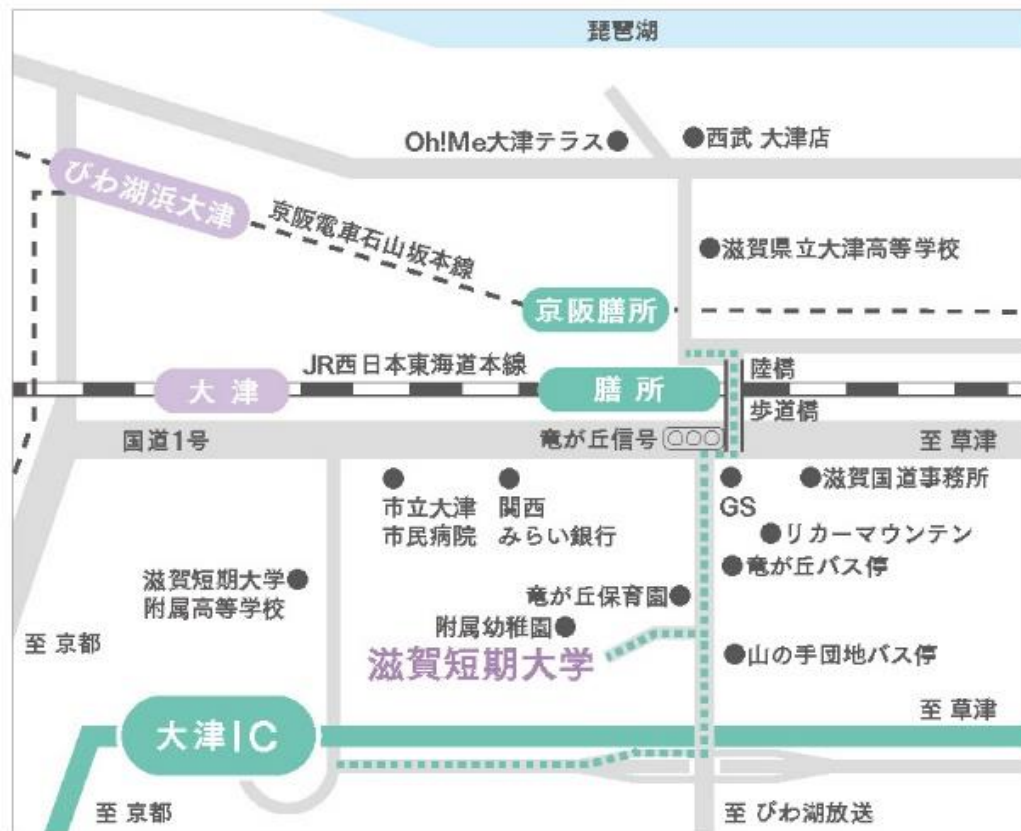 琵琶湖
Oh!Me大津テラス
西武 大津店
びわ湖浜大津
京阪電車石山坂本線
滋賀県立大津高等学校
京阪膳所
JR西日本東海道本線
大津
膳所
陸橋
歩道橋
国道1号
竜が丘信号
至 草津
市立大津
市民病院
関西
みらい銀行
GS
滋賀国道事務所
リカーマウンテン
竜が丘バス停
滋賀短期大学
附属高等学校
竜が丘保育園
附属幼稚園
滋賀短期大学
山の手団地バス停
至 京都
至 草津
大津IC
至 京都
至 びわ湖放送